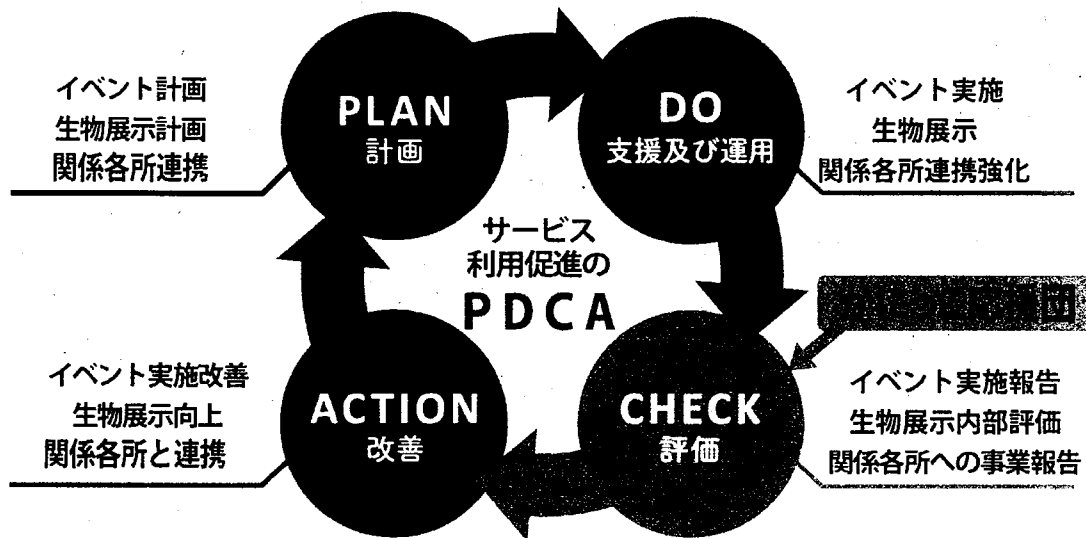 イベント計画
生物展示計画
関係各所連携
PLAN
計画
DO
支援及び運用
イベント実施
生物展示
関係各所連携強化
サービス
利用促進の
PDCA
イベント実施改善
生物展示向上
関係各所と連携
ACTION
改善
CHECK
評価
イベント実施報告
生物展示内部評価
関係各所への事業報告